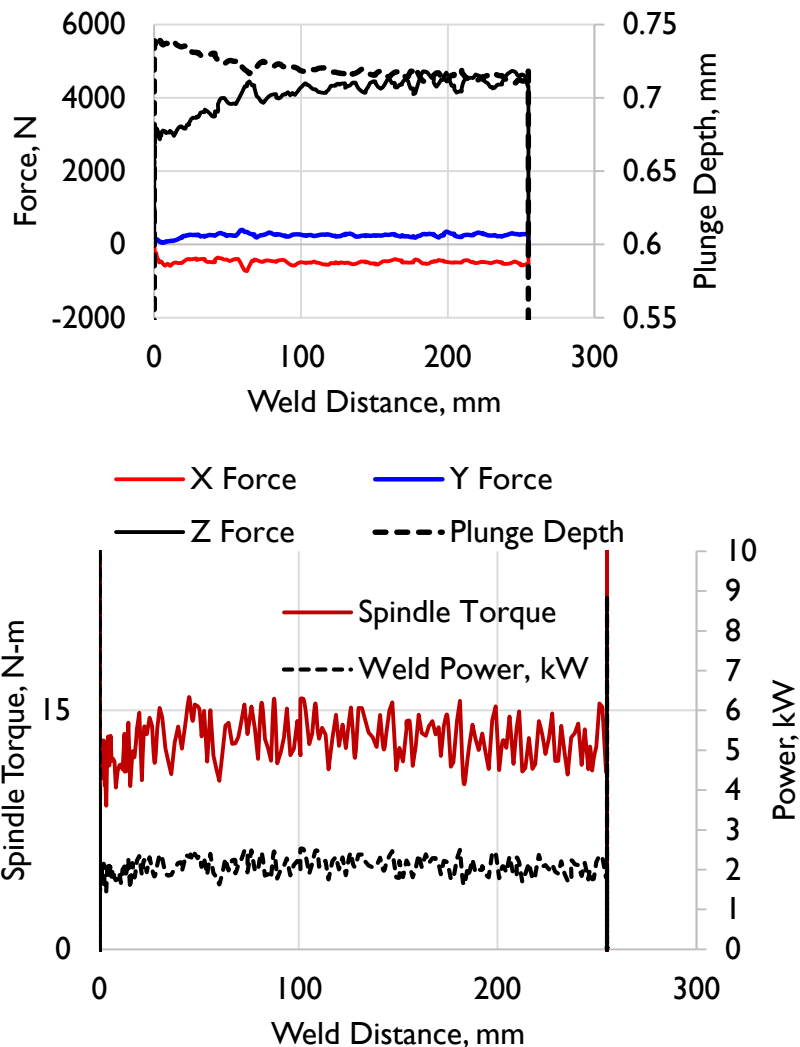 6000
4000
2000
0
-2000
Force, N
0.75
0.7
0.65
0.6
0.55
Plunge Depth, mm
0 100 200 300
Weld Distance, mm
X Force Y Force
Z Force Plunge Depth
Spindle Torque
Weld Power, kW
15
0
Spindle Torque, N-m
10
9
8
7
6
5
4
3
2
1
0
Power, kW
0 100 200 300
Weld Distance, mm